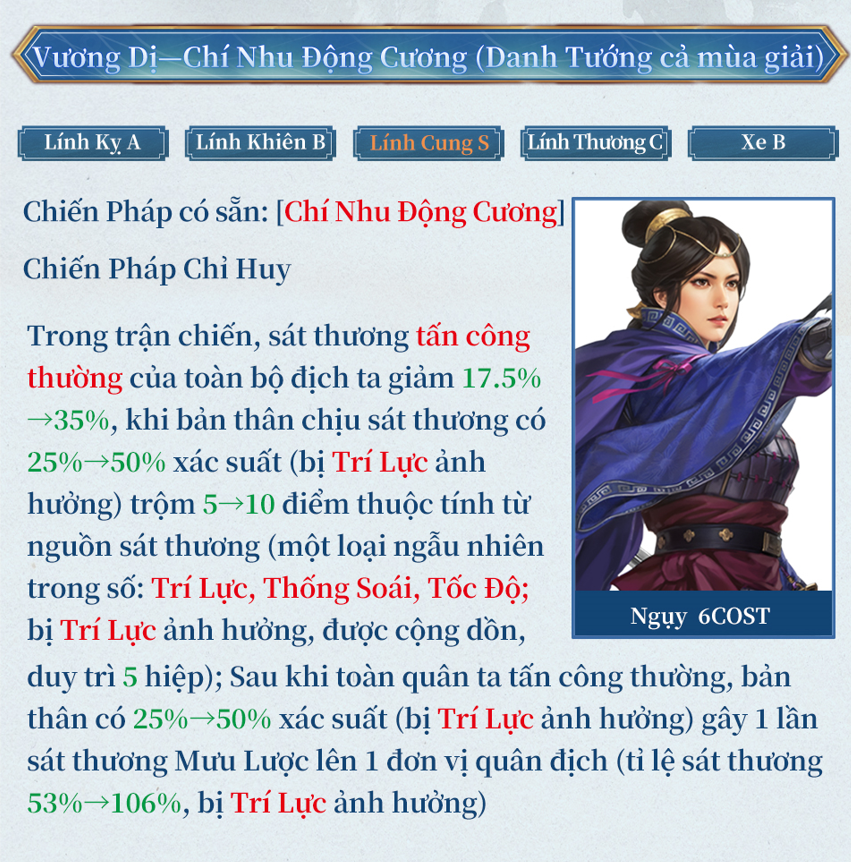 Vương Dị—Chí Nhu Động Cương (Danh Tướng cả mùa giải)
Lính Kỵ A
Lính Khiên B
Lính Cung S
Lính Thương C
Xe B
Chiến Pháp có sẵn: [Chí Nhu Động Cương]
Chiến Pháp Chỉ Huy
Trong trận chiến, sát thương tấn công
thường của toàn bộ địch ta giảm 17.5%
→35%, khi bản thân chịu sát thương có
25%→50% xác suất (bị Trí Lực ảnh
hưởng) trộm 5→10 điểm thuộc tính từ
nguồn sát thương (một loại ngẫu nhiên
trong số: Trí Lực, Thống Soái, Tốc Độ;
bị Trí Lực ảnh hưởng, được cộng dồn,
duy trì 5 hiệp); Sau khi toàn quân ta tấn công thường, bản
thân có 25%→50% xác suất (bị Trí Lực ảnh hưởng) gây 1 lần
sát thương Mưu Lược lên 1 đơn vị quân địch (tỉ lệ sát thương
53%→106%, bị Trí Lực ảnh hưởng)
Ngụy 6COST